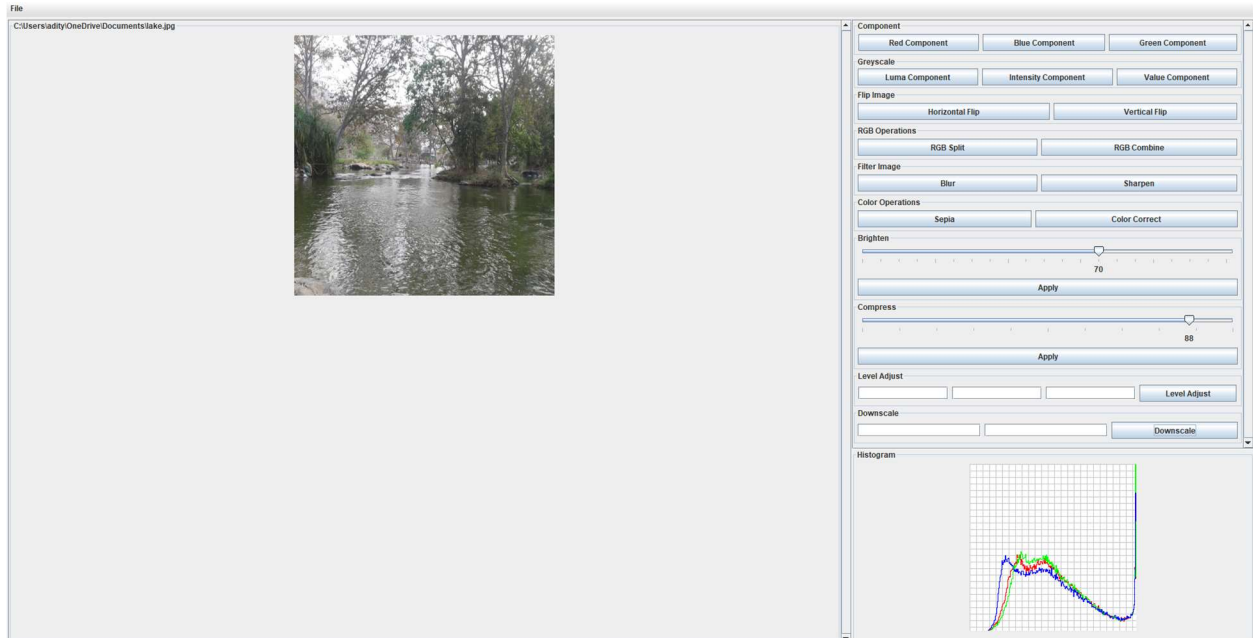 File
C:\Users\adity\OneDrive\Documents\lake.jpg
Component
Red Component Blue Component Green Component
Greyscale
Luma Component Intensity Component Value Component
Flip Image
Horizontal Flip Vertical Flip
RGB Operations
RGB Split RGB Combine
Filter Image
Blur Sharpen
Color Operations
Sepia Color Correct
Brighten
70
Apply
Compress
88
Apply
Level Adjust
Level Adjust
Downscale
Downscale
Histogram